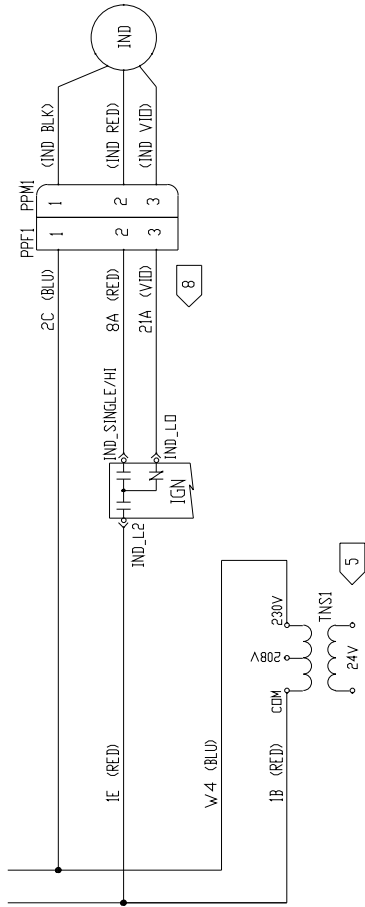 IND
(IND BLK)
(IND RED)
(IND VIO)
PPM1
1
2
3
PPF1
1
2
3
2C (BLU)
8A (RED)
21A (VIO)
8
IND_SINGLE/HI
IND_LO
IGN
IND_L2
1E (RED)
W4 (BLU)
1B (RED)
230V
208V
COM
TNS1
24V
5